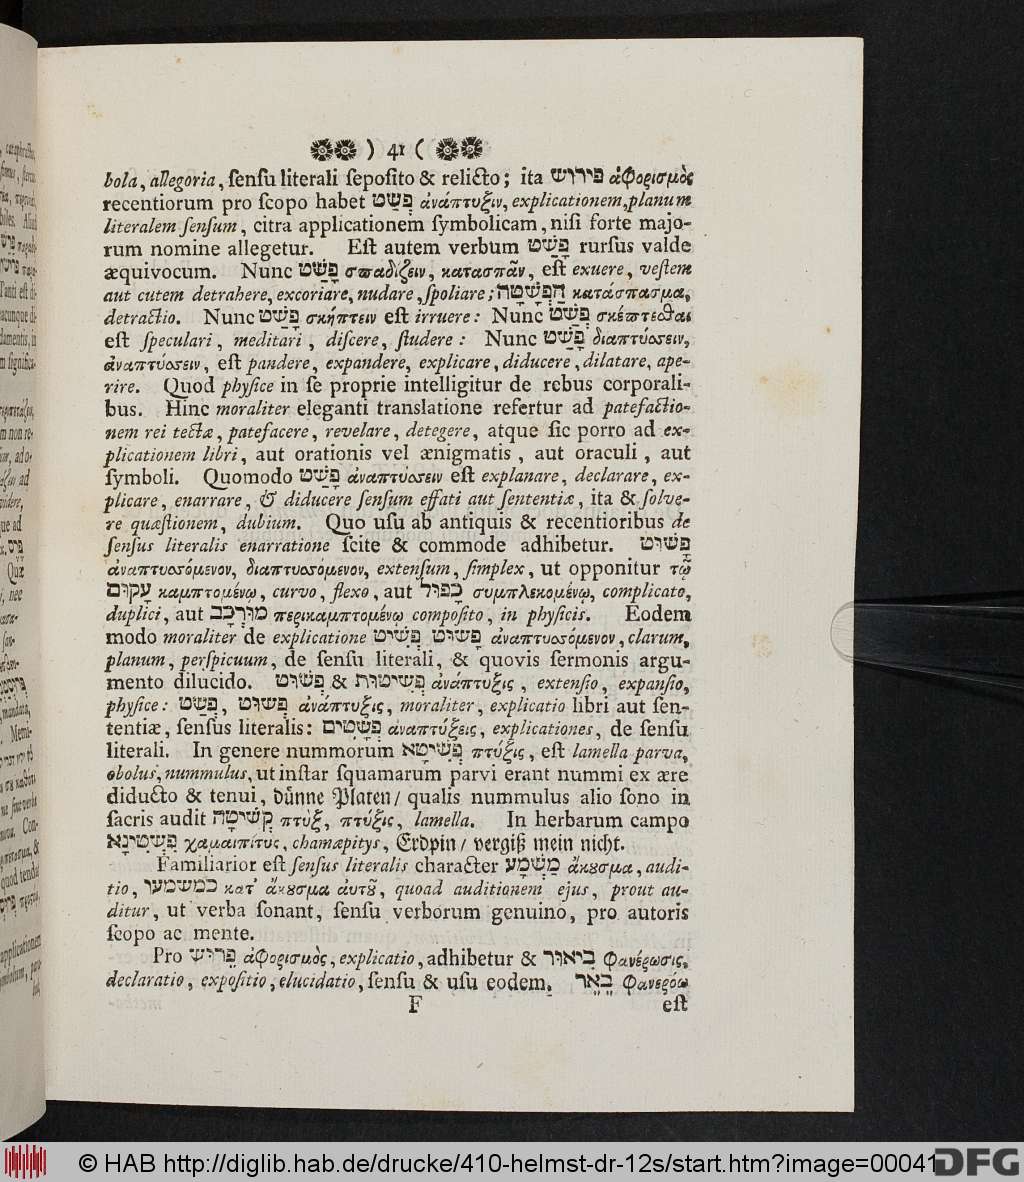 ) 41 (
bola, allegoria, ſenſu literali ſepoſito & relicto; ita פירוש ἀφορισμὸς
recentiorum pro ſcopo habet פְּשַׁט ἀνάπτυξιν, explicationem, planum
literalem ſenſum, citra applicationem ſymbolicam, niſi forte majo-
rum nomine allegetur. Eſt autem verbum פָּשַׁט rurſus valde
æquivocum. Nunc פָּשַׁט σπαδίζειν, κατασπᾶν, eſt exuere, veſtem
aut cutem detrahere, excoriare, nudare, ſpoliare; הַפְשָׁטָה κατάσπασμα,
detractio. Nunc פָּשַׁט σκήπτειν eſt irruere: Nunc פָּשַׁט σκέπτεσθαι
eſt ſpeculari, meditari, diſcere, ſtudere: Nunc פָּשַׁט διαπτύσσειν,
ἀναπτύσσειν, eſt pandere, expandere, explicare, diducere, dilatare, ape-
rire. Quod phyſice in ſe proprie intelligitur de rebus corporali-
bus. Hinc moraliter eleganti translatione refertur ad patefactio-
nem rei tectæ, patefacere, revelare, detegere, atque ſic porro ad ex-
plicationem libri, aut orationis vel ænigmatis, aut oraculi, aut
ſymboli. Quomodo פָּשַׁט ἀναπτύσσειν eſt explanare, declarare, ex-
plicare, enarrare, & diducere ſenſum effati aut ſententiæ, ita & ſolve-
re quæſtionem, dubium. Quo uſu ab antiquis & recentioribus de
ſenſus literalis enarratione ſcite & commode adhibetur. פָּשׁוּט
ἀναπτυσσόμενον, διαπτυσσόμενον, extenſum, ſimplex, ut opponitur τῷ
עָקוּם καμπτομένῳ, curvo, flexo, aut כָּפוּל συμπλεκομένῳ, complicato,
duplici, aut מוּרְכָּב περικαμπτομένῳ compoſito, in phyſicis. Eodem
modo moraliter de explicatione פָּשׁוּט פְּשִׁיט ἀναπτυσσόμενον, clarum,
planum, perſpicuum, de ſenſu literali, & quovis ſermonis argu-
mento dilucido. פְּשִׁיטוּת & פְּשׁוּט ἀνάπτυξις, extenſio, expanſio,
phyſice: פְּשַׁט, פְּשׁוּט ἀνάπτυξις, moraliter, explicatio libri aut ſen-
tentiæ, ſenſus literalis: פְּשָׁטִים ἀναπτύξεις, explicationes, de ſenſu
literali. In genere nummorum פְּשִׁיטָא πτύξις, eſt lamella parva,
obolus, nummulus, ut inſtar ſquamarum parvi erant nummi ex ære
diducto & tenui, dünne Platen/ qualis nummulus alio ſono in
ſacris audit קְשִׂיטָה πτύξ, πτύξις, lamella. In herbarum campo
פִּשְׁטִינָא χαμαιπίτυς, chamæpitys, Erdpin/ vergiß mein nicht.
Familiarior eſt ſenſus literalis character מַשְׁמָע ἄκουσμα, audi-
tio, כמשמעו κατ' ἄκουσμα ἀυτοῦ, quoad auditionem ejus, prout au-
ditur, ut verba ſonant, ſenſu verborum genuino, pro autoris
ſcopo ac mente.
Pro פֵּרוּשׁ ἀφορισμὸς, explicatio, adhibetur & בִּיאוּר φανέρωσις,
declaratio, expoſitio, elucidatio, ſenſu & uſu eodem. בֵּאֵר φανερόω
F eſt
© HAB http://diglib.hab.de/drucke/410-helmst-dr-12s/start.htm?image=00041
DFG